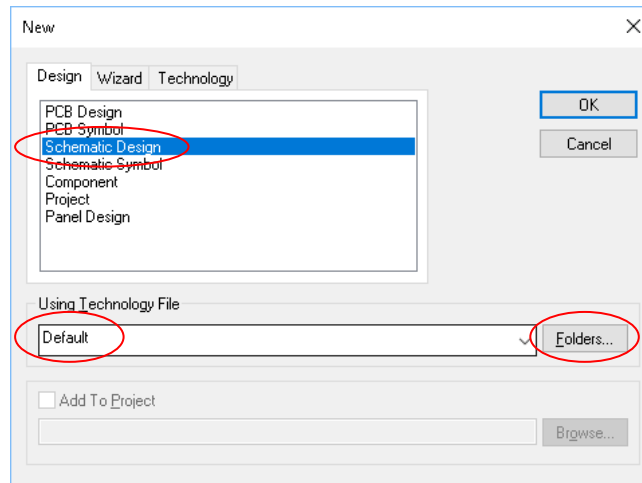 New
Design Wizard Technology
PCB Design
PCB Symbol
Schematic Design
Schematic Symbol
Component
Project
Panel Design
OK
Cancel
Using Technology File
Default
Folders...
Add To Project
Browse...